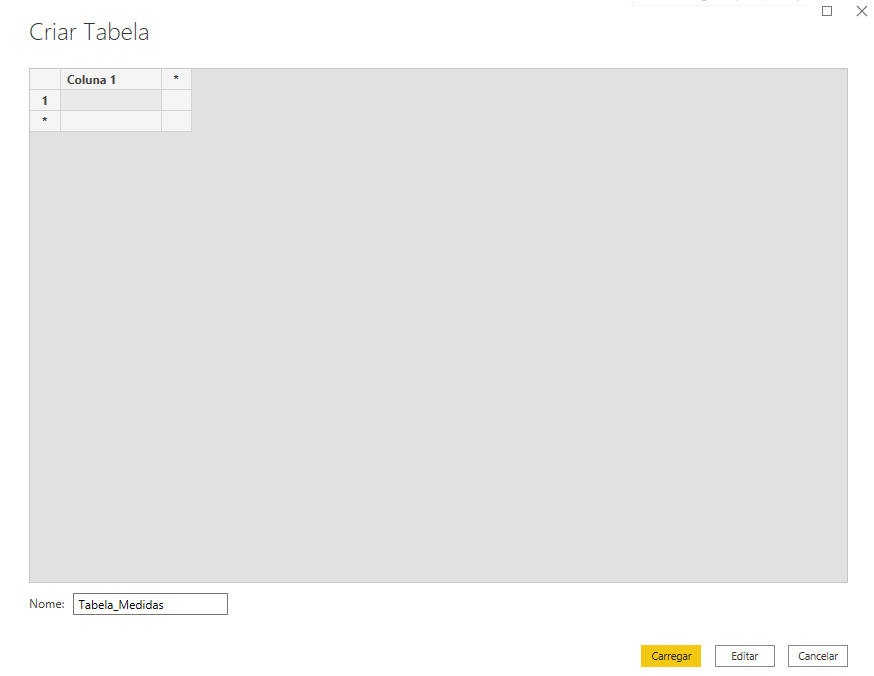 Criar Tabela
Coluna 1 *
1
*
Nome: Tabela_Medidas
Carregar Editar Cancelar